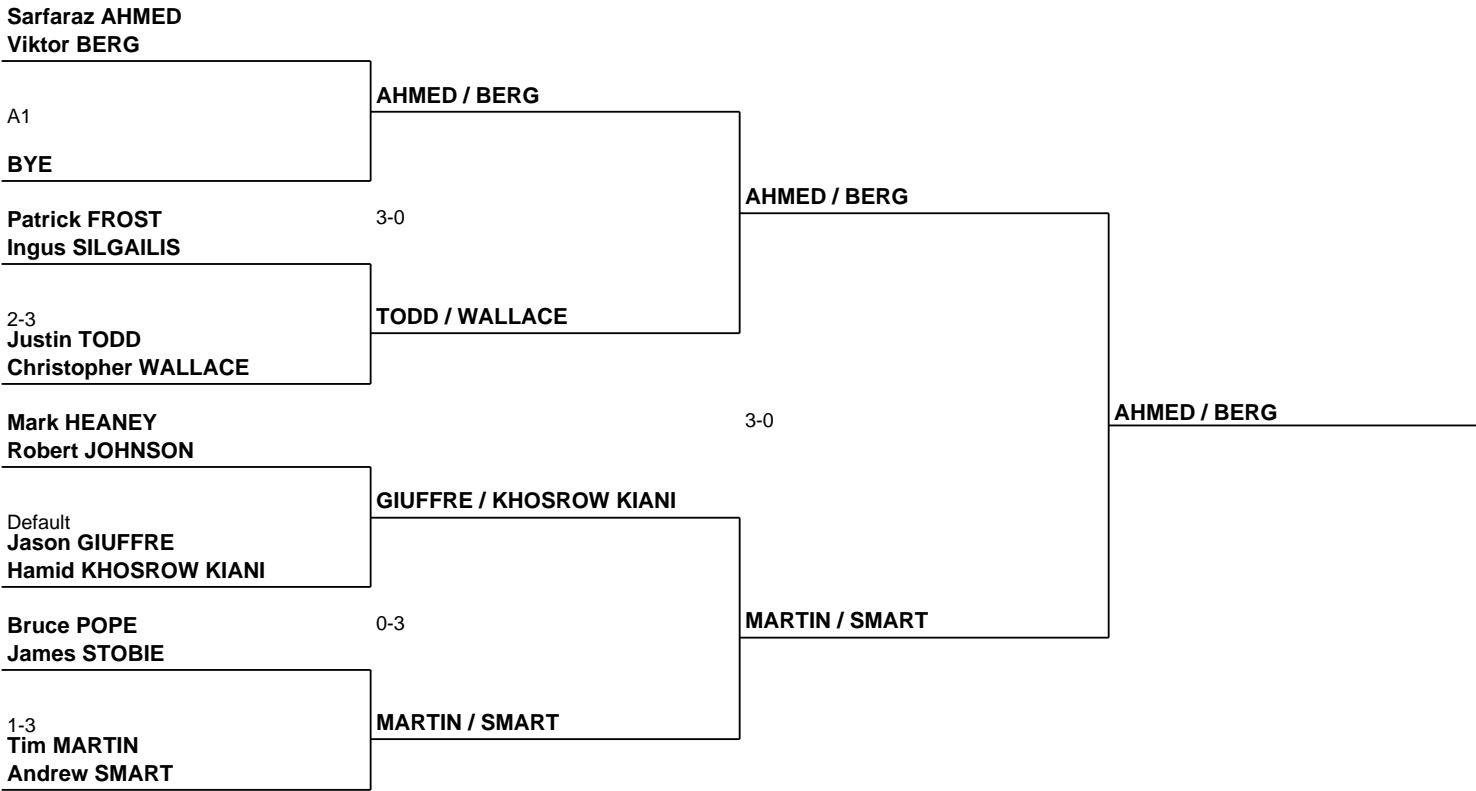 Sarfaraz AHMED
Viktor BERG
AHMED / BERG
A1
BYE
AHMED / BERG
Patrick FROST
3-0
Ingus SILGAILIS
2-3
TODD / WALLACE
Justin TODD
Christopher WALLACE
AHMED / BERG
Mark HEANEY
3-0
Robert JOHNSON
GIUFFRE / KHOSROW KIANI
Default
Jason GIUFFRE
Hamid KHOSROW KIANI
Bruce POPE
0-3
MARTIN / SMART
James STOBIE
1-3
MARTIN / SMART
Tim MARTIN
Andrew SMART